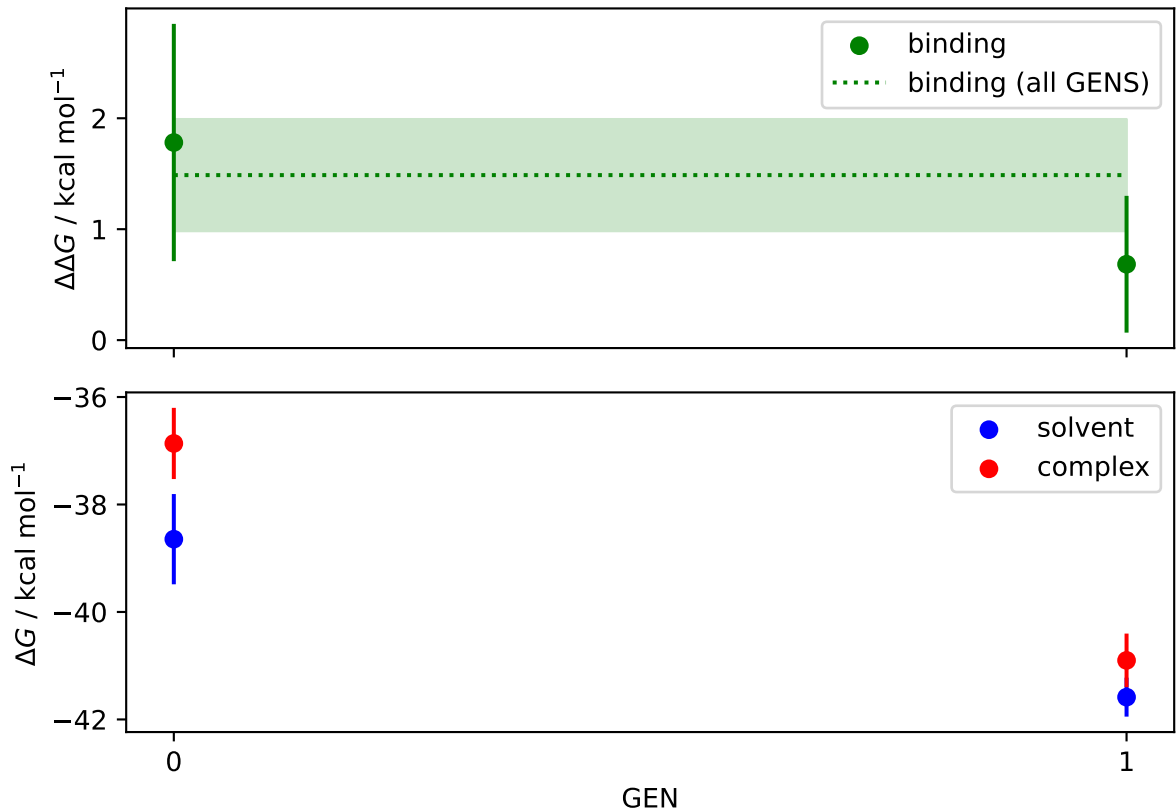 binding
binding (all GENS)
ΔΔG / kcal mol⁻¹
2
1
0
solvent
complex
ΔG / kcal mol⁻¹
−36
−38
−40
−42
0 1
GEN